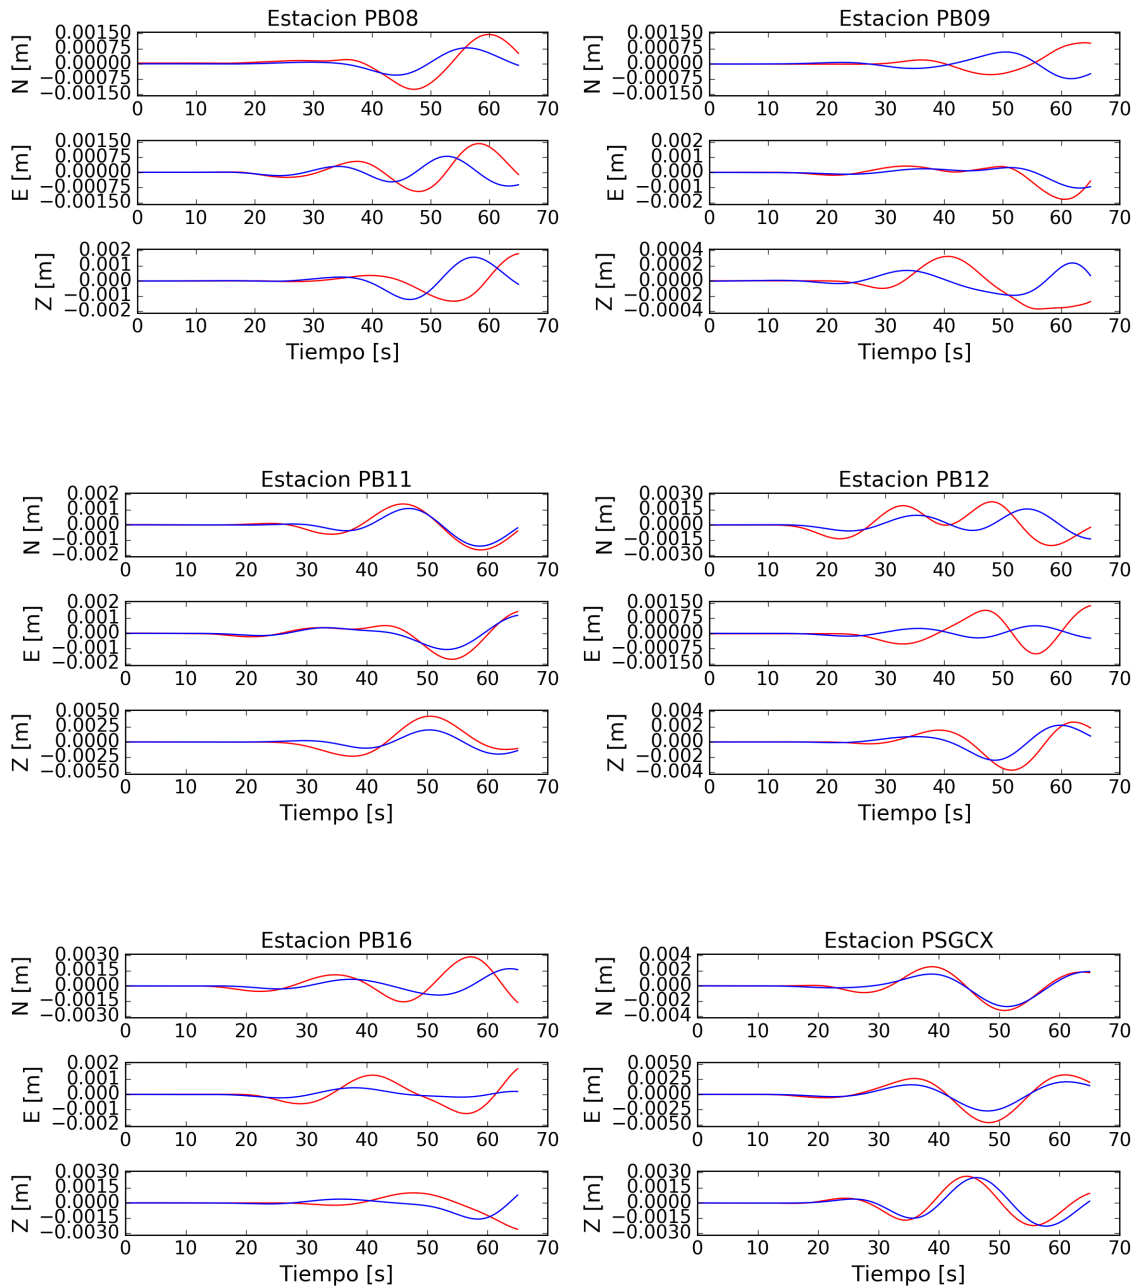 Estacion PB08
N [m]
0.00150
0.00075
0.00000
−0.00075
−0.00150
0 10 20 30 40 50 60 70
E [m]
0.00150
0.00075
0.00000
−0.00075
−0.00150
0 10 20 30 40 50 60 70
Z [m]
0.002
0.001
0.000
−0.001
−0.002
0 10 20 30 40 50 60 70
Tiempo [s]
Estacion PB09
N [m]
0.00150
0.00075
0.00000
−0.00075
−0.00150
0 10 20 30 40 50 60 70
E [m]
0.002
0.001
0.000
−0.001
−0.002
0 10 20 30 40 50 60 70
Z [m]
0.0004
0.0002
0.0000
−0.0002
−0.0004
0 10 20 30 40 50 60 70
Tiempo [s]
Estacion PB11
N [m]
0.002
0.001
0.000
−0.001
−0.002
0 10 20 30 40 50 60 70
E [m]
0.002
0.001
0.000
−0.001
−0.002
0 10 20 30 40 50 60 70
Z [m]
0.0050
0.0025
0.0000
−0.0025
−0.0050
0 10 20 30 40 50 60 70
Tiempo [s]
Estacion PB12
N [m]
0.0030
0.0015
0.0000
−0.0015
−0.0030
0 10 20 30 40 50 60 70
E [m]
0.00150
0.00075
0.00000
−0.00075
−0.00150
0 10 20 30 40 50 60 70
Z [m]
0.004
0.002
0.000
−0.002
−0.004
0 10 20 30 40 50 60 70
Tiempo [s]
Estacion PB16
N [m]
0.0030
0.0015
0.0000
−0.0015
−0.0030
0 10 20 30 40 50 60 70
E [m]
0.002
0.001
0.000
−0.001
−0.002
0 10 20 30 40 50 60 70
Z [m]
0.0030
0.0015
0.0000
−0.0015
−0.0030
0 10 20 30 40 50 60 70
Tiempo [s]
Estacion PSGCX
N [m]
0.004
0.002
0.000
−0.002
−0.004
0 10 20 30 40 50 60 70
E [m]
0.0050
0.0025
0.0000
−0.0025
−0.0050
0 10 20 30 40 50 60 70
Z [m]
0.0030
0.0015
0.0000
−0.0015
−0.0030
0 10 20 30 40 50 60 70
Tiempo [s]